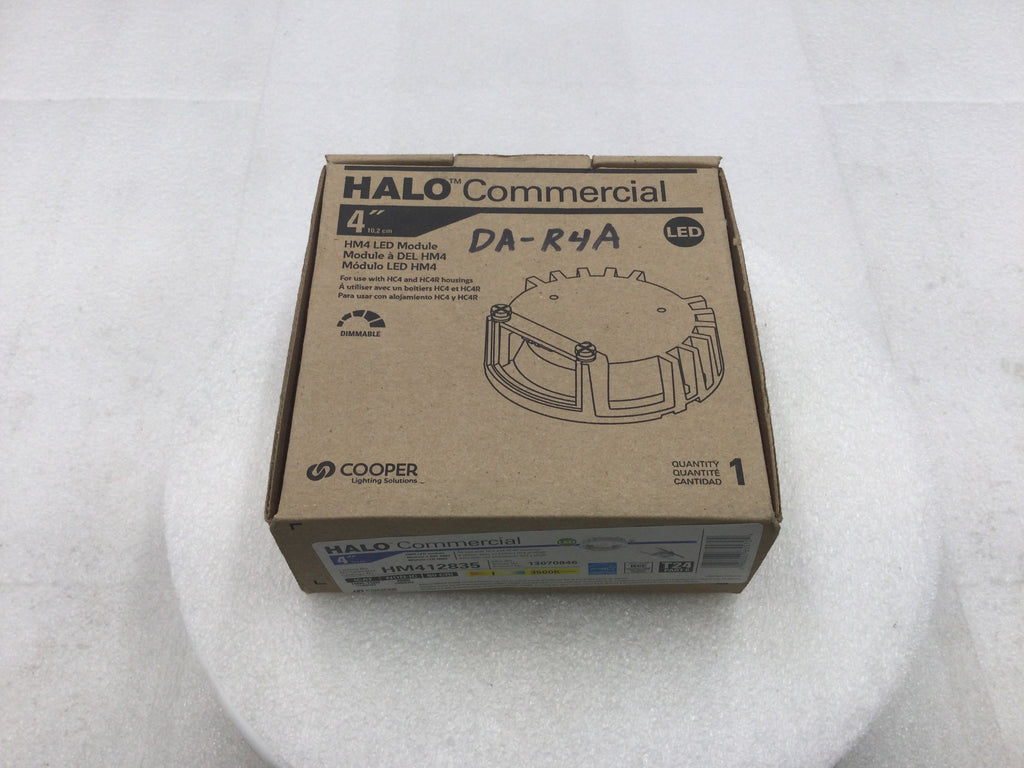 HALO™ Commercial
4" 10,2 cm
DA-R4A
LED
HM4 LED Module
Module à DEL HM4
Módulo LED HM4
For use with HC4 and HC4R housings
À utiliser avec un boîtiers HC4 et HC4R
Para usar con alojamiento HC4 y HC4R
DIMMABLE
COOPER
Lighting Solutions
QUANTITY
QUANTITÉ
CANTIDAD
1
HALO Commercial
4"
LED
HM412835
3500K